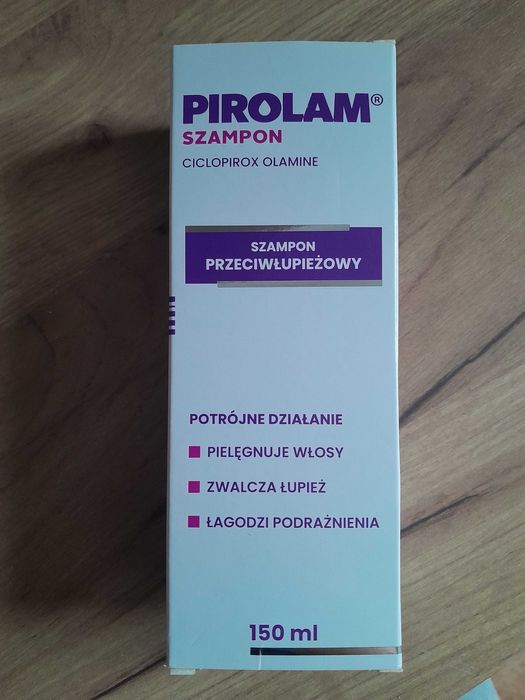 PIROLAM®
SZAMPON
CICLOPIROX OLAMINE
SZAMPON
PRZECIWŁUPIEŻOWY
POTRÓJNE DZIAŁANIE
PIELĘGNUJE WŁOSY
ZWALCZA ŁUPIEŻ
ŁAGODZI PODRAŻNIENIA
150 ml